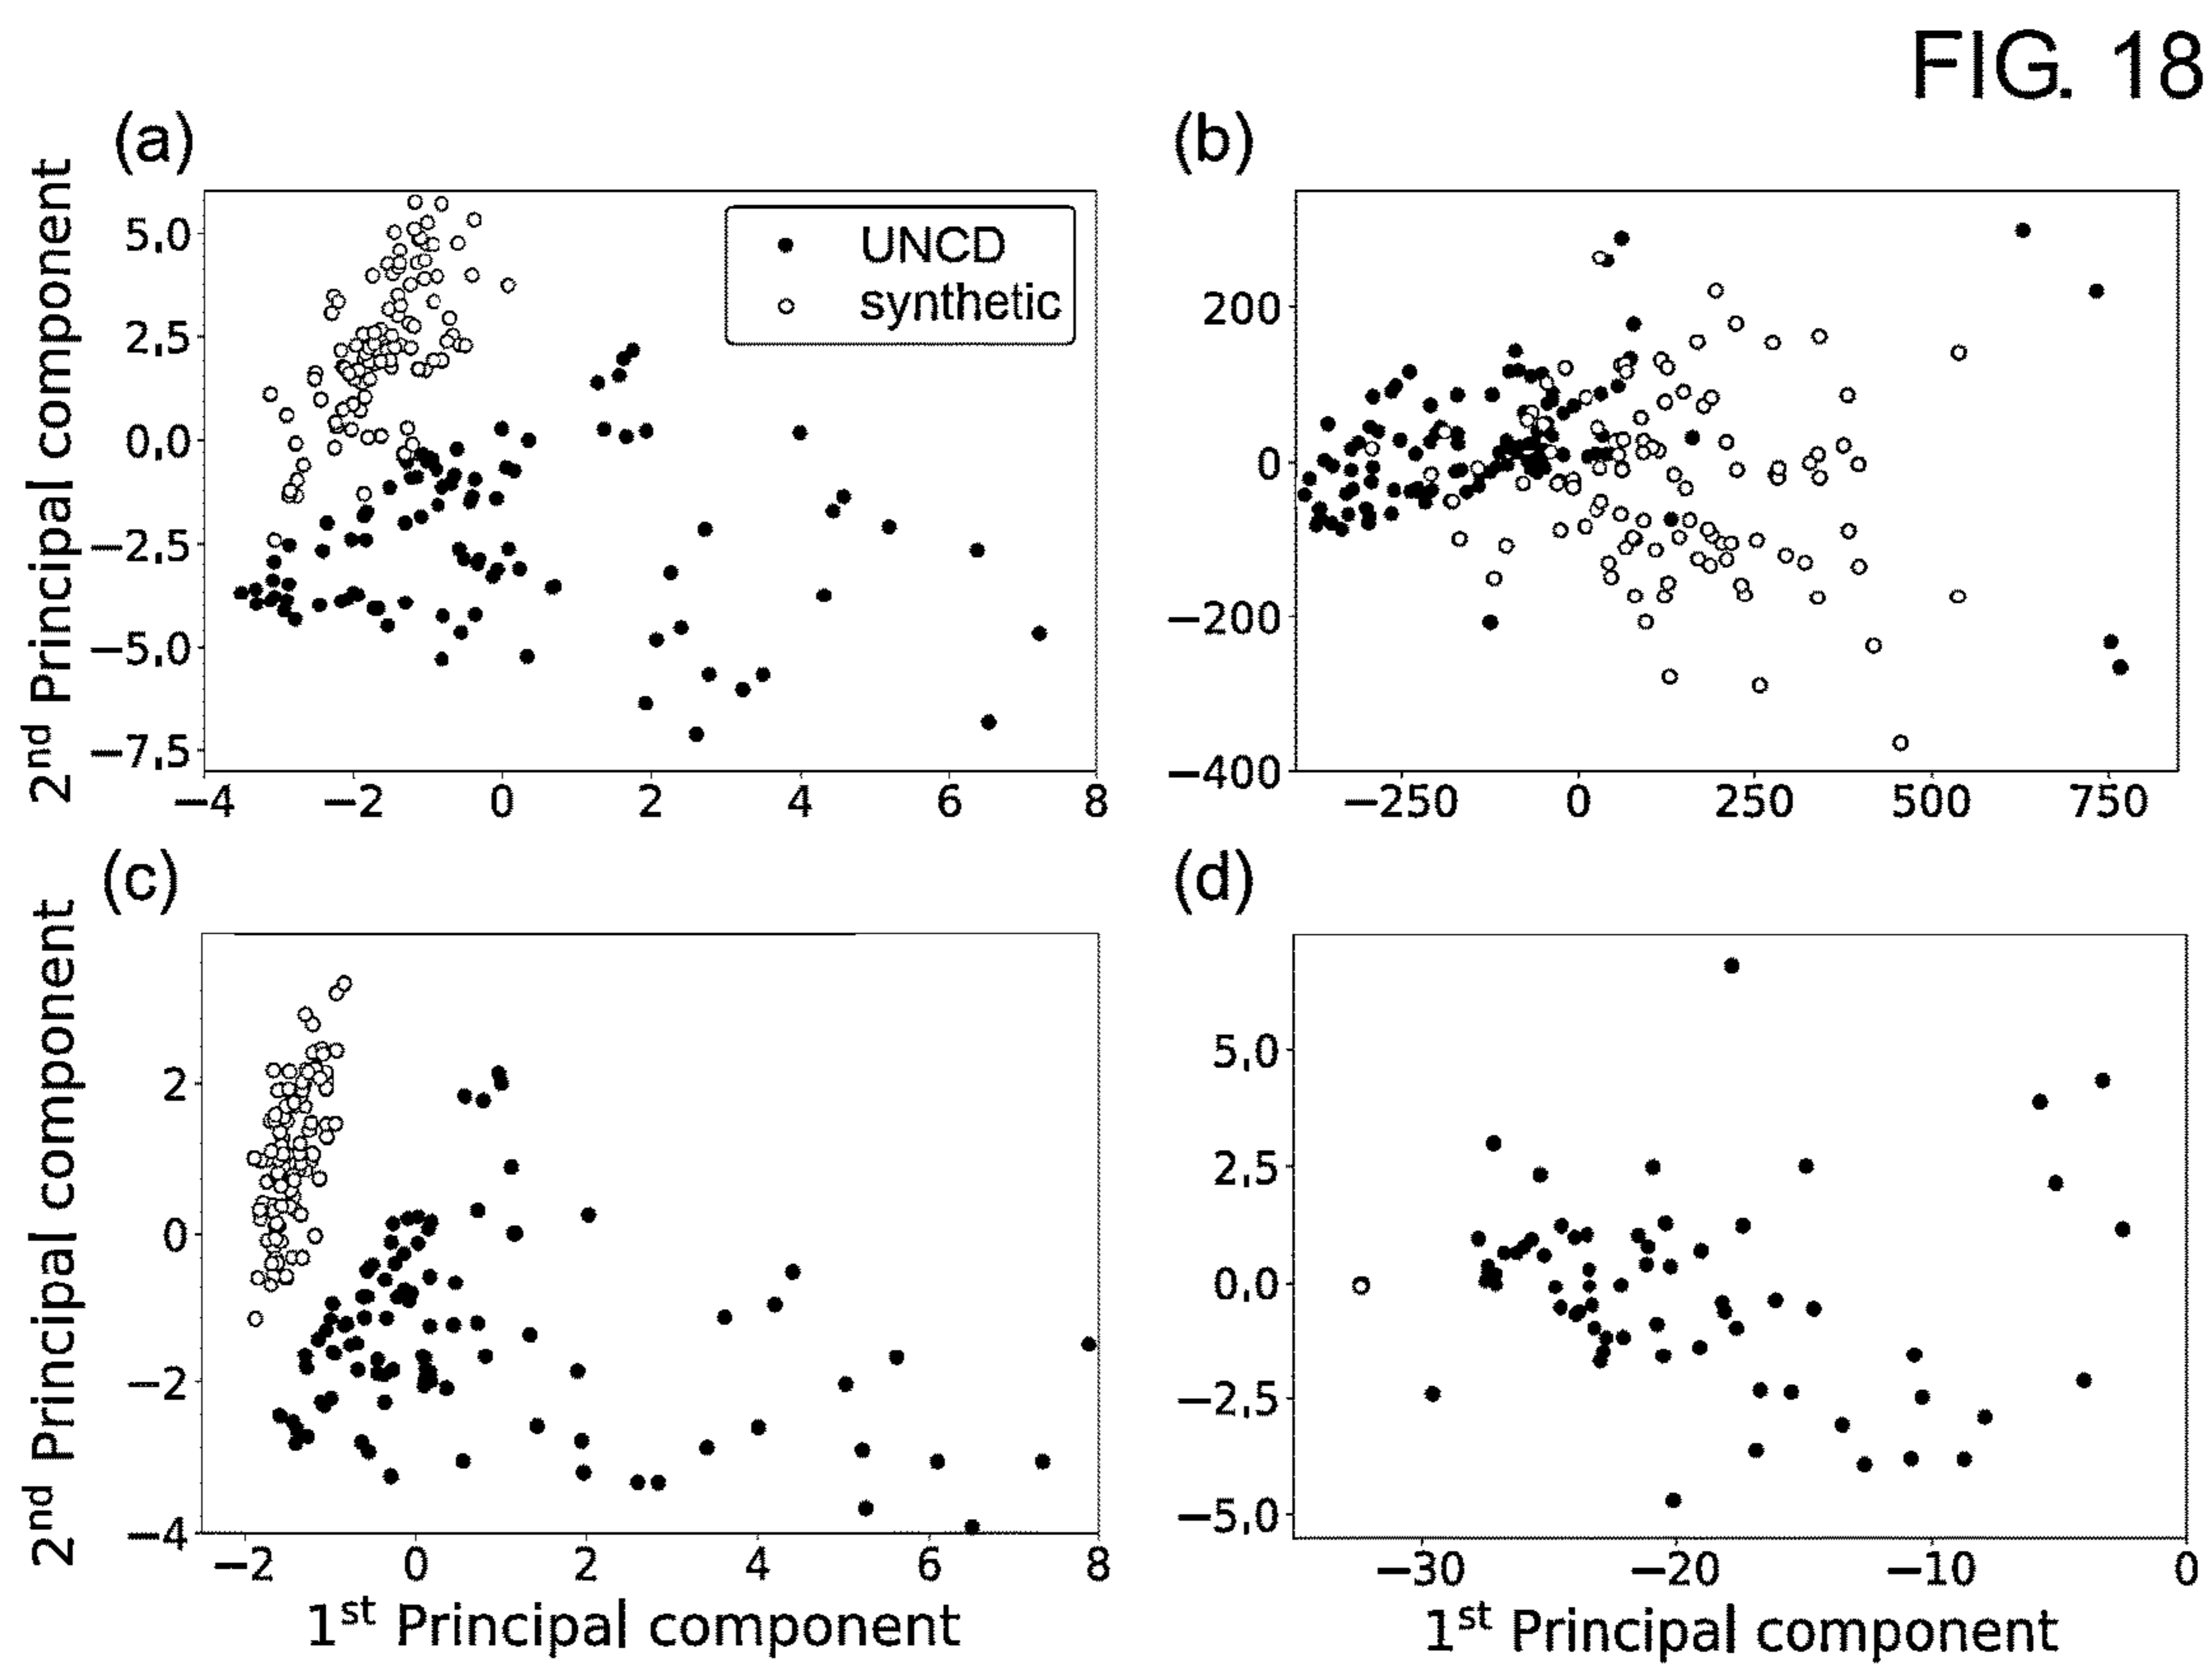 FIG. 18
(a)
(b)
2nd Principal component
5.0
2.5
0.0
−2.5
−5.0
−7.5
−4 −2 0 2 4 6 8
UNCD
synthetic
200
0
−200
−400
−250 0 250 500 750
(c)
(d)
2nd Principal component
2
0
−2
−4
−2 0 2 4 6 8
1st Principal component
5.0
2.5
0.0
−2.5
−5.0
−30 −20 −10 0
1st Principal component